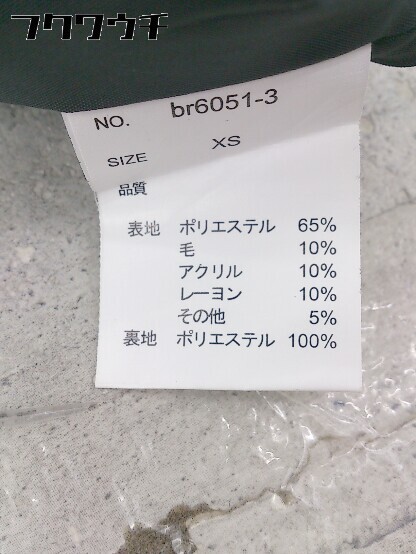 フクウウチ
NO. br6051-3
SIZE XS
品質
表地 ポリエステル 65%
毛 10%
アクリル 10%
レーヨン 10%
その他 5%
裏地 ポリエステル 100%